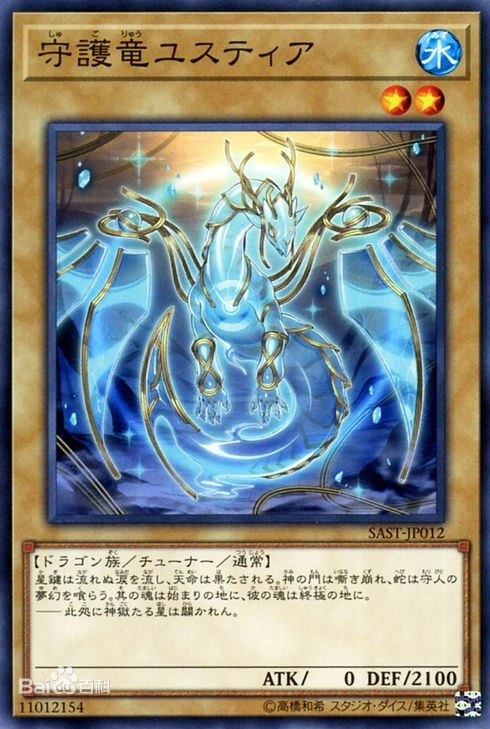 守護竜ユスティア
水
SAST-JP012
【ドラゴン族／チューナー／通常】
星鍵は流れぬ涙を流し、天命は果たされる。神の門は嘶き崩れ、蛇は守人の
夢幻を喰らう。其の魂は始まりの地に、彼の魂は終極の地に。
――此処に神獄たる星は闢かれん。
ATK/ 0 DEF/2100
Bai百科
11012154
©高橋和希 スタジオ・ダイス/集英社